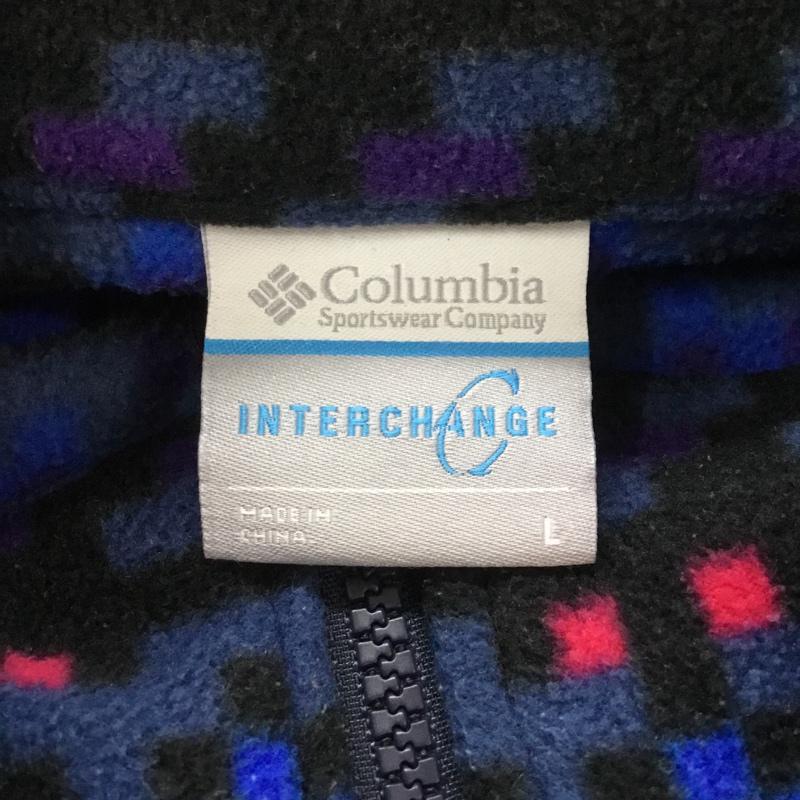 Columbia
Sportswear Company
INTERCHANGE
MADE IN
CHINA
L